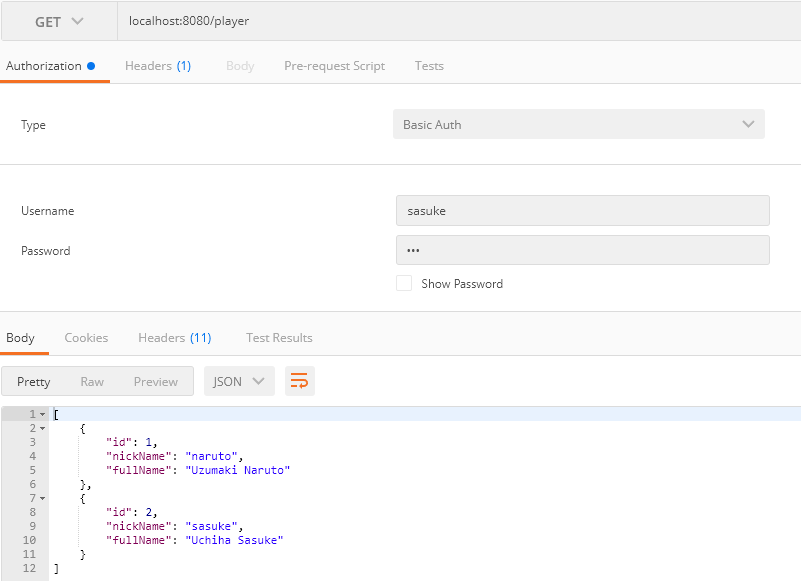 GET localhost:8080/player
Authorization Headers (1) Body Pre-request Script Tests
Type Basic Auth
Username sasuke
Password •••
Show Password
Body Cookies Headers (11) Test Results
Pretty Raw Preview JSON
1 [
2 {
3 "id": 1,
4 "nickName": "naruto",
5 "fullName": "Uzumaki Naruto"
6 },
7 {
8 "id": 2,
9 "nickName": "sasuke",
10 "fullName": "Uchiha Sasuke"
11 }
12 ]